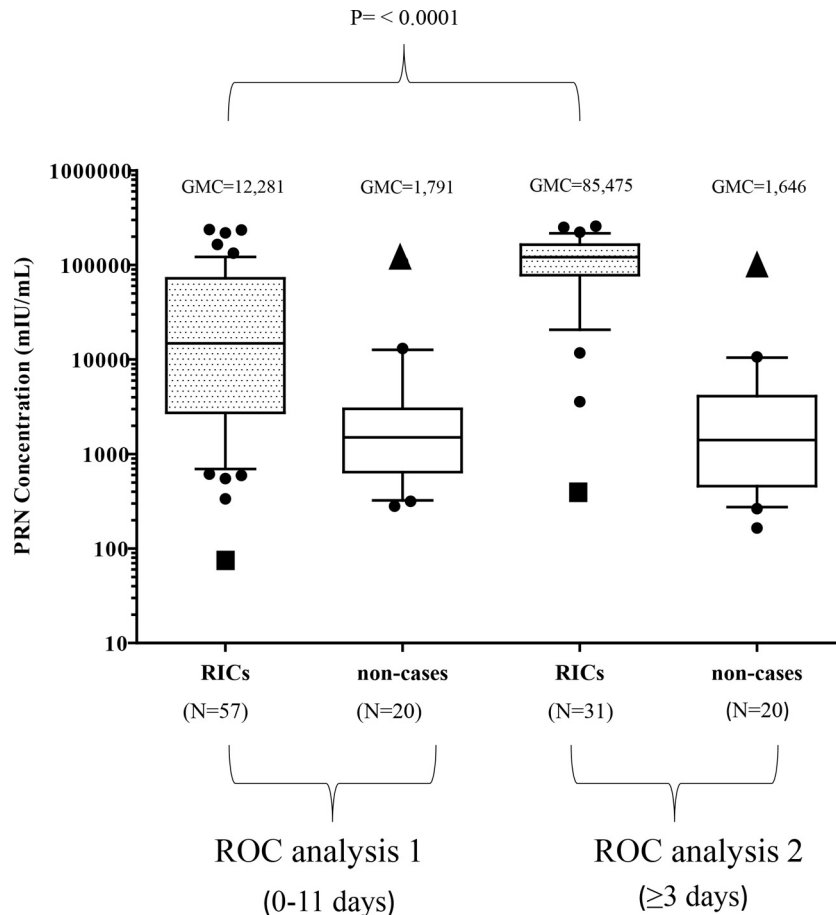 P= < 0.0001
GMC=12,281 GMC=1,791 GMC=85,475 GMC=1,646
PRN Concentration (mIU/mL)
1000000
100000
10000
1000
100
10
RICs non-cases RICs non-cases
(N=57) (N=20) (N=31) (N=20)
ROC analysis 1 ROC analysis 2
(0-11 days) (≥3 days)